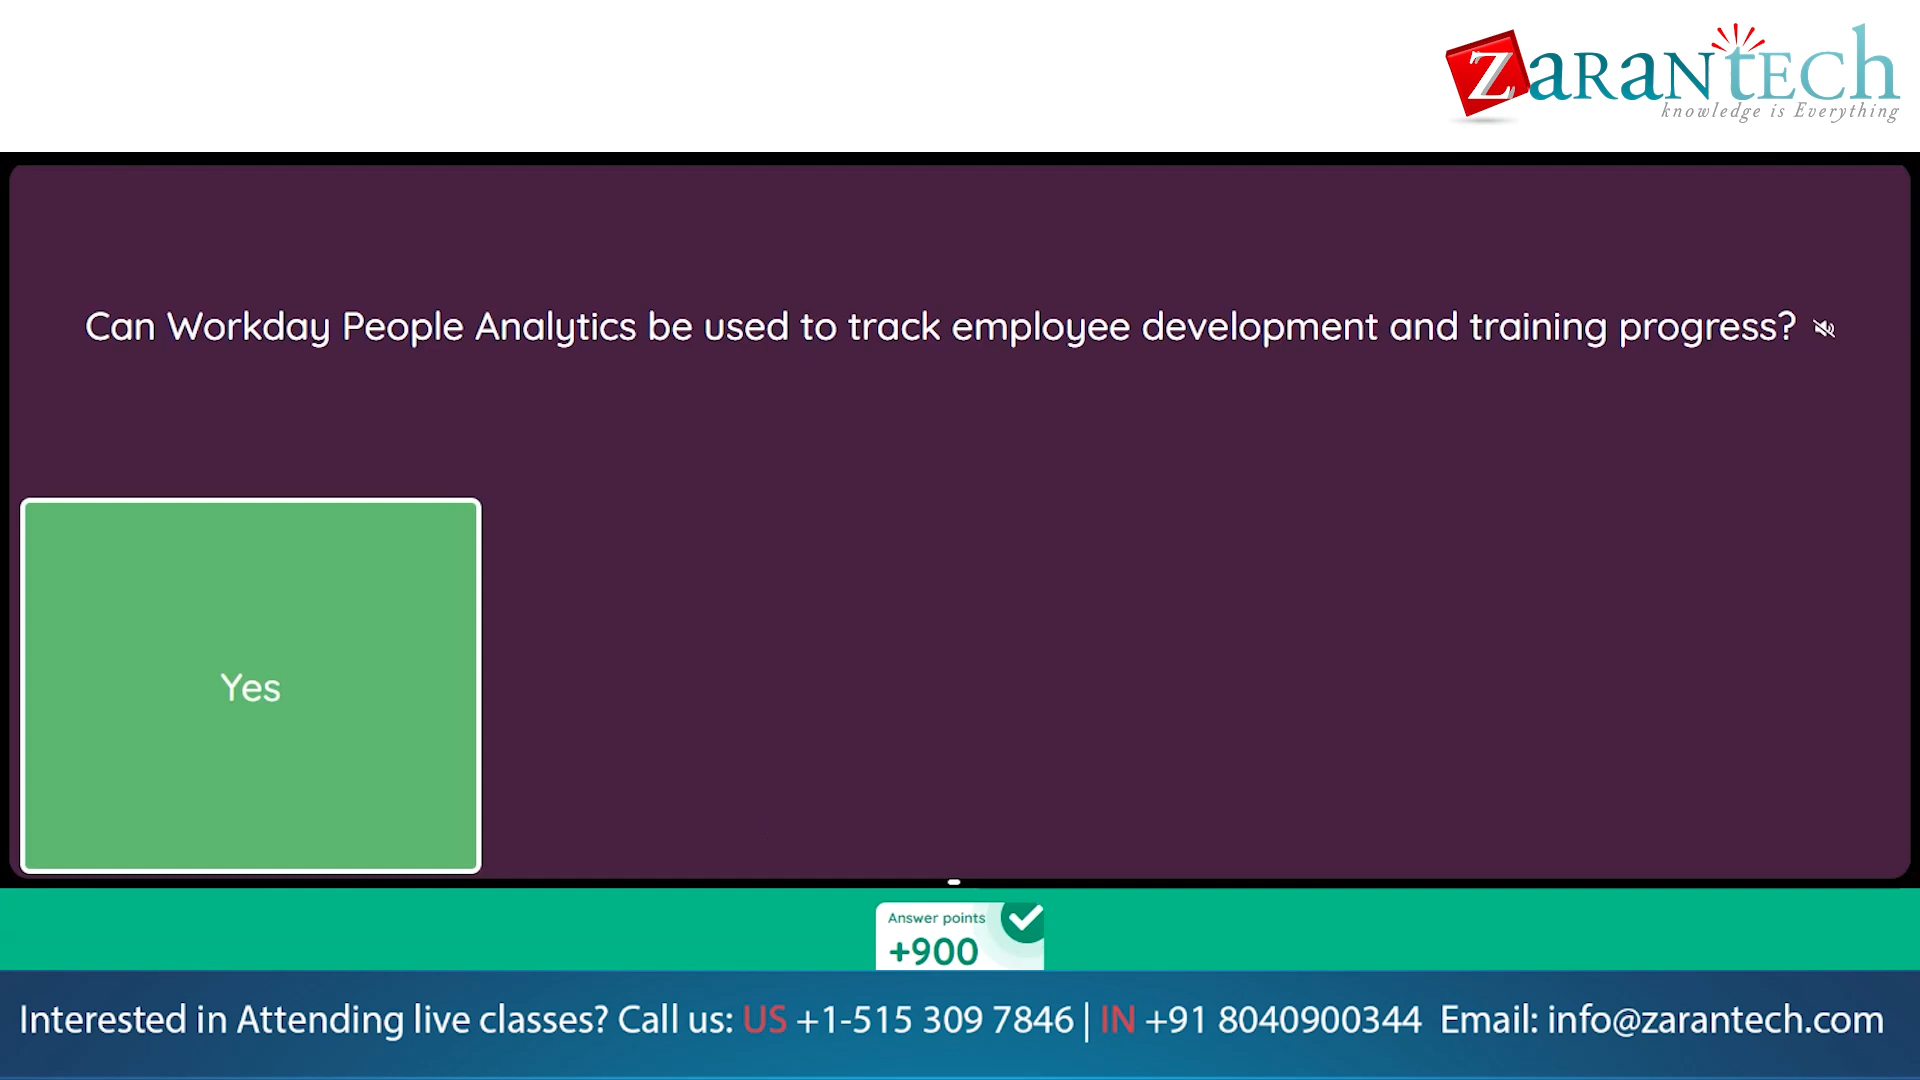 ZaranTech
knowledge is Everything
Can Workday People Analytics be used to track employee development and training progress?
Yes
Answer points
+900
Interested in Attending live classes? Call us: US +1-515 309 7846 | IN +91 8040900344 Email: info@zarantech.com